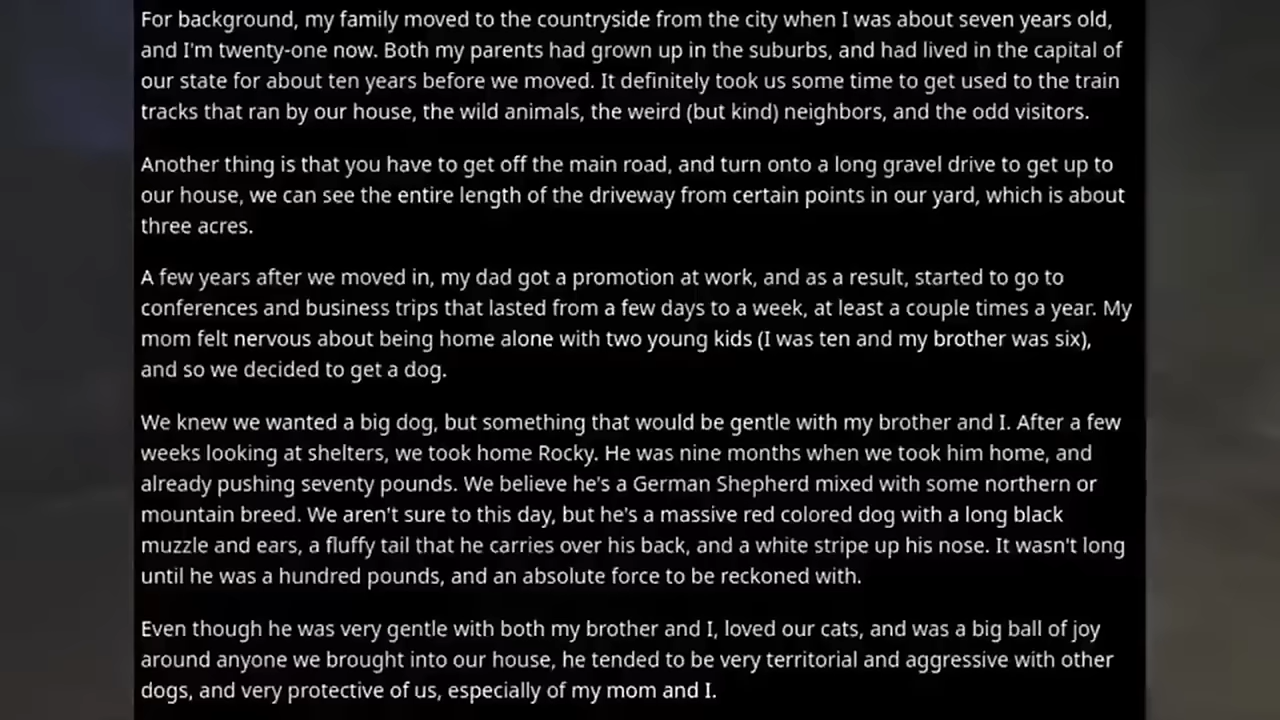 For background, my family moved to the countryside from the city when I was about seven years old,
and I'm twenty-one now. Both my parents had grown up in the suburbs, and had lived in the capital of
our state for about ten years before we moved. It definitely took us some time to get used to the train
tracks that ran by our house, the wild animals, the weird (but kind) neighbors, and the odd visitors.
Another thing is that you have to get off the main road, and turn onto a long gravel drive to get up to
our house, we can see the entire length of the driveway from certain points in our yard, which is about
three acres.
A few years after we moved in, my dad got a promotion at work, and as a result, started to go to
conferences and business trips that lasted from a few days to a week, at least a couple times a year. My
mom felt nervous about being home alone with two young kids (I was ten and my brother was six),
and so we decided to get a dog.
We knew we wanted a big dog, but something that would be gentle with my brother and I. After a few
weeks looking at shelters, we took home Rocky. He was nine months when we took him home, and
already pushing seventy pounds. We believe he's a German Shepherd mixed with some northern or
mountain breed. We aren't sure to this day, but he's a massive red colored dog with a long black
muzzle and ears, a fluffy tail that he carries over his back, and a white stripe up his nose. It wasn't long
until he was a hundred pounds, and an absolute force to be reckoned with.
Even though he was very gentle with both my brother and I, loved our cats, and was a big ball of joy
around anyone we brought into our house, he tended to be very territorial and aggressive with other
dogs, and very protective of us, especially of my mom and I.